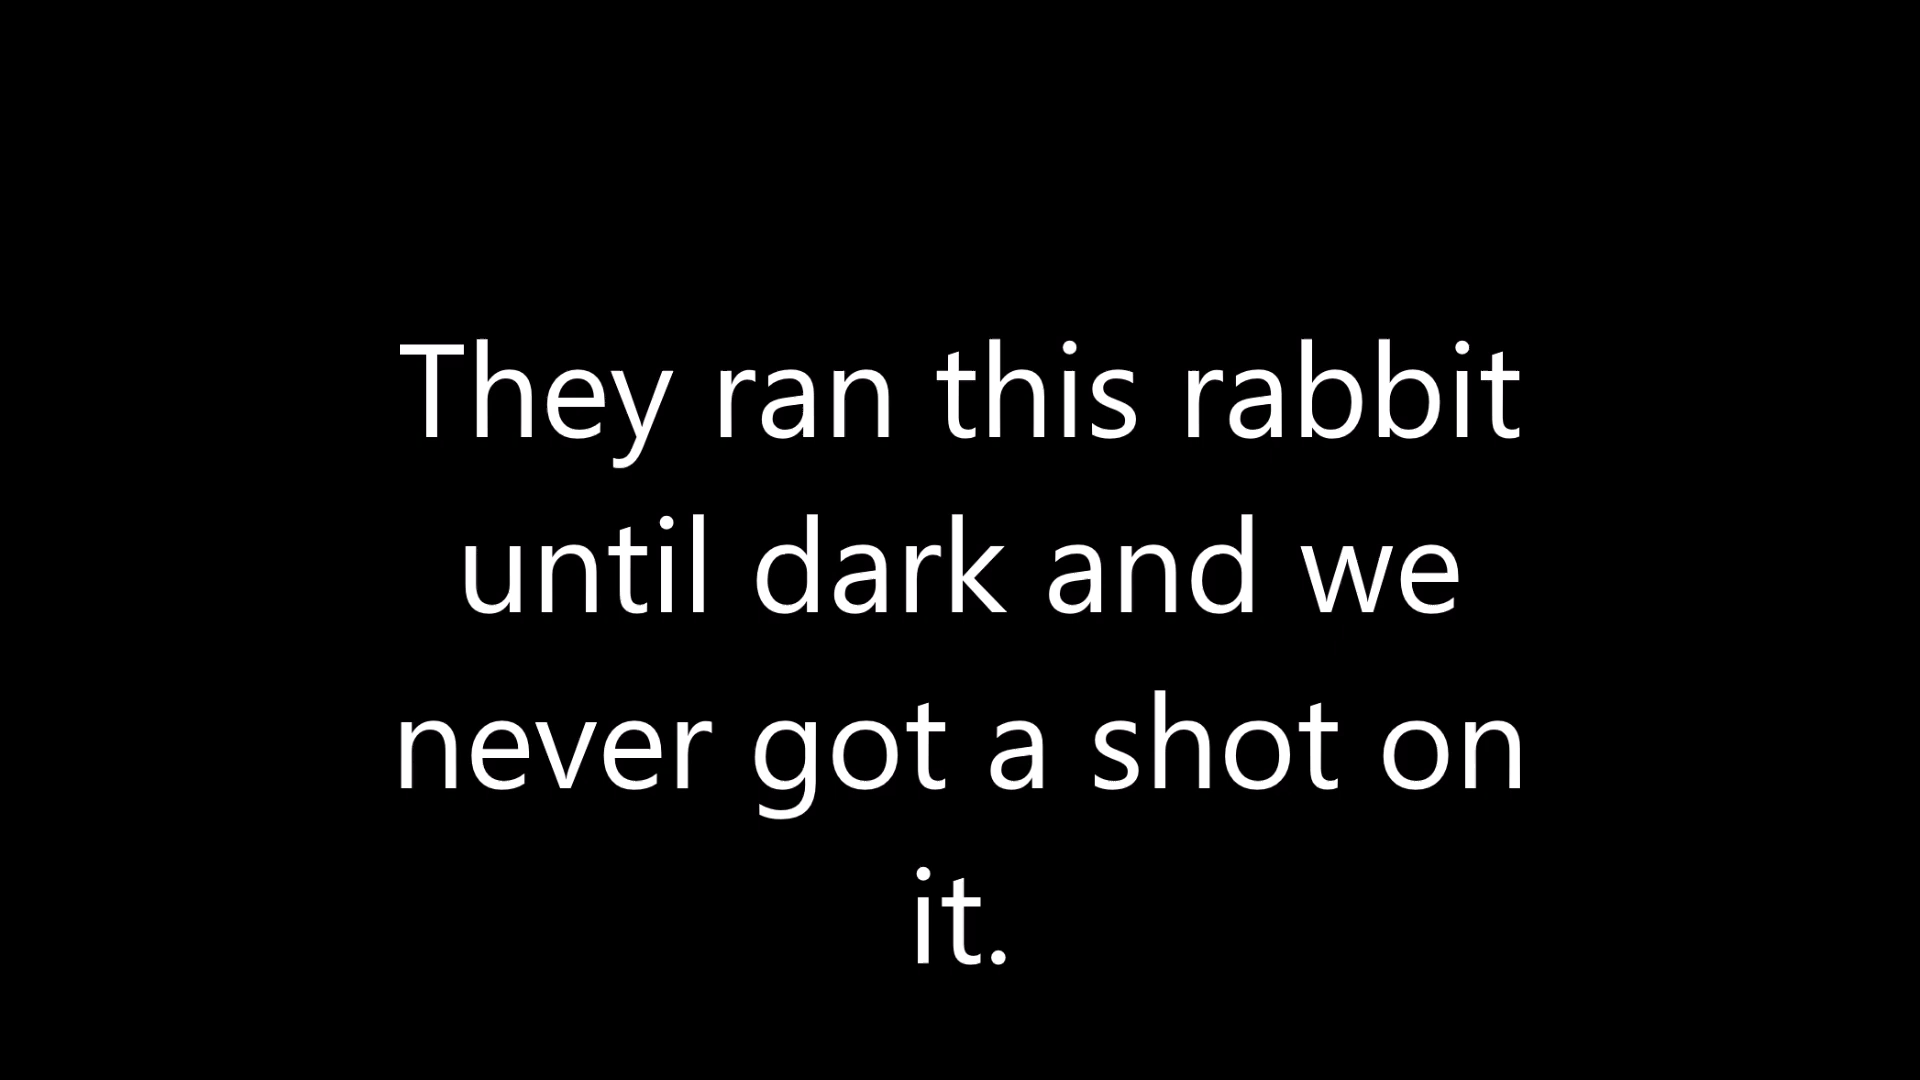 They ran this rabbit
until dark and we
never got a shot on
it.